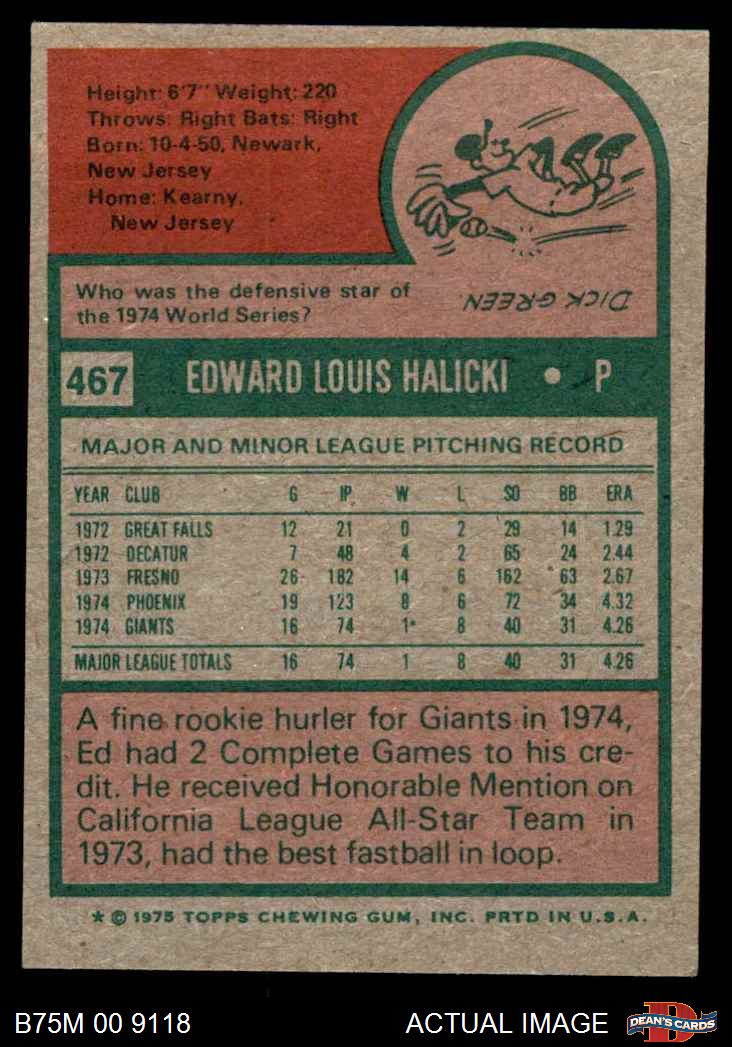 Height: 6'7" Weight: 220
Throws: Right Bats: Right
Born: 10-4-50, Newark,
New Jersey
Home: Kearny,
New Jersey
Who was the defensive star of
the 1974 World Series?
DICK GREEN.
467 EDWARD LOUIS HALICKI • P
MAJOR AND MINOR LEAGUE PITCHING RECORD
YEAR CLUB G IP W L SO BB ERA
1972 GREAT FALLS 12 21 0 2 29 14 1.29
1972 DECATUR 7 48 4 2 65 24 2.44
1973 FRESNO 26 182 14 6 162 63 2.67
1974 PHOENIX 19 123 8 6 72 34 4.32
1974 GIANTS 16 74 1 8 40 31 4.26
MAJOR LEAGUE TOTALS 16 74 1 8 40 31 4.26
A fine rookie hurler for Giants in 1974,
Ed had 2 Complete Games to his cre-
dit. He received Honorable Mention on
California League All-Star Team in
1973, had the best fastball in loop.
* © 1975 TOPPS CHEWING GUM, INC. PRTD IN U.S.A.
B75M 00 9118 ACTUAL IMAGE D DEAN'S CARDS